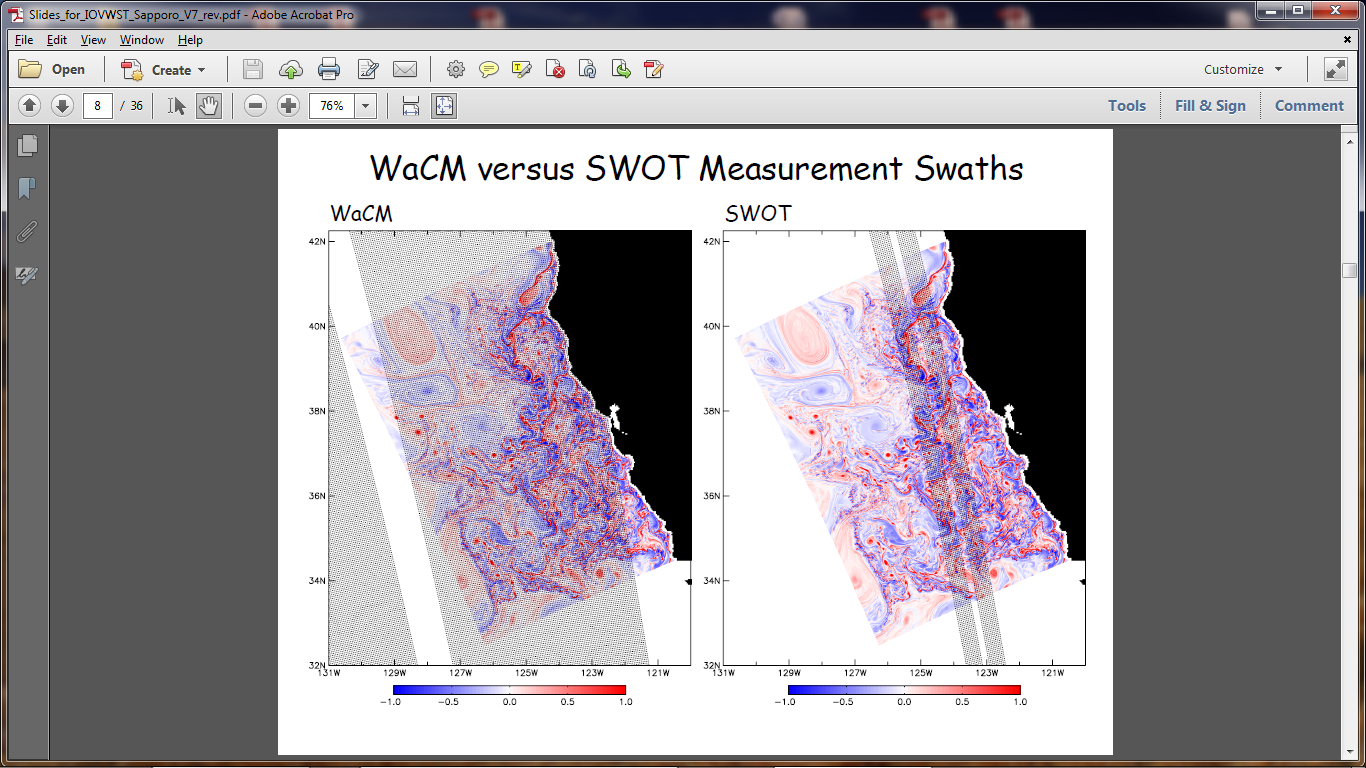 Slides_for_IOVWST_Sapporo_V7_rev.pdf - Adobe Acrobat Pro
File Edit View Window Help
Open Create Customize
8 / 36 76% Tools Fill & Sign Comment
WaCM versus SWOT Measurement Swaths
WaCM SWOT
42N 42N
40N 40N
38N 38N
36N 36N
34N 34N
32N 32N
131W 129W 127W 125W 123W 121W 131W 129W 127W 125W 123W 121W
−1.0 −0.5 0.0 0.5 1.0 −1.0 −0.5 0.0 0.5 1.0